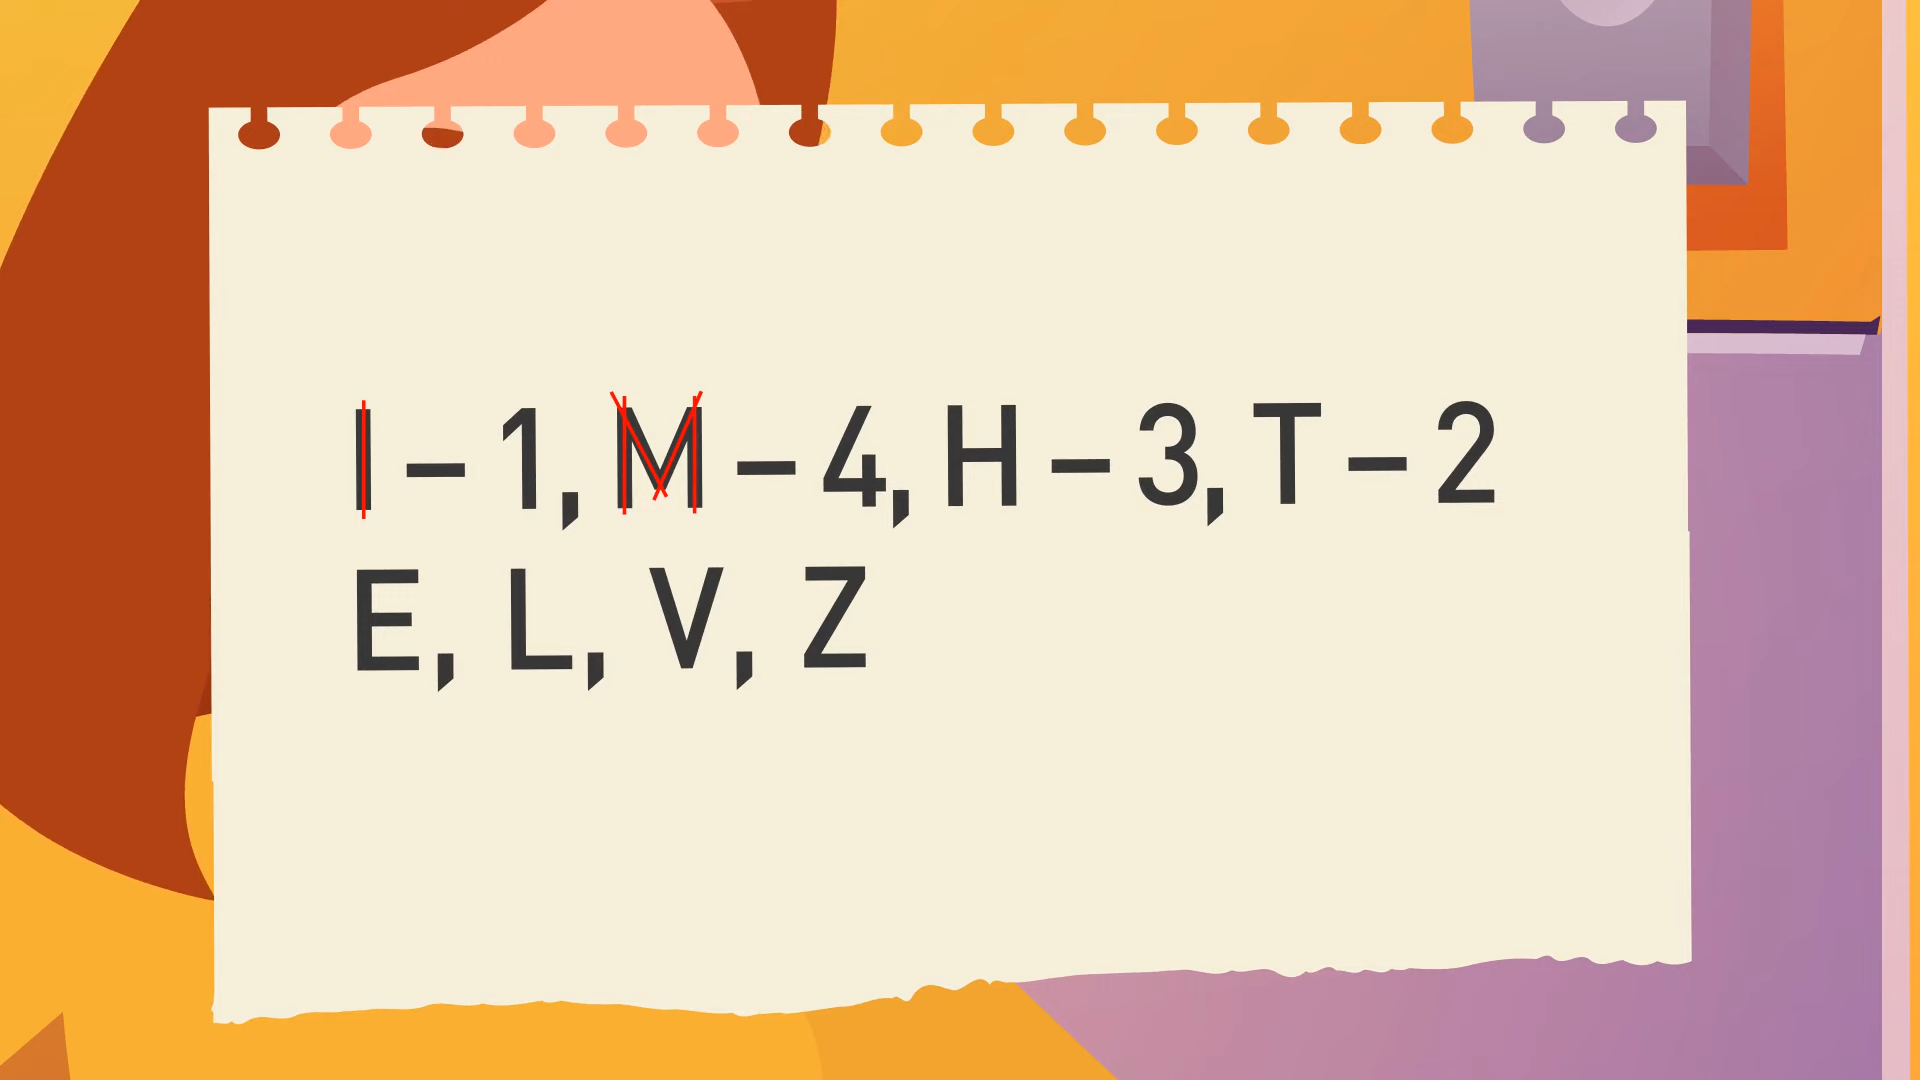 I – 1, M – 4, H – 3, T – 2
E, L, V, Z